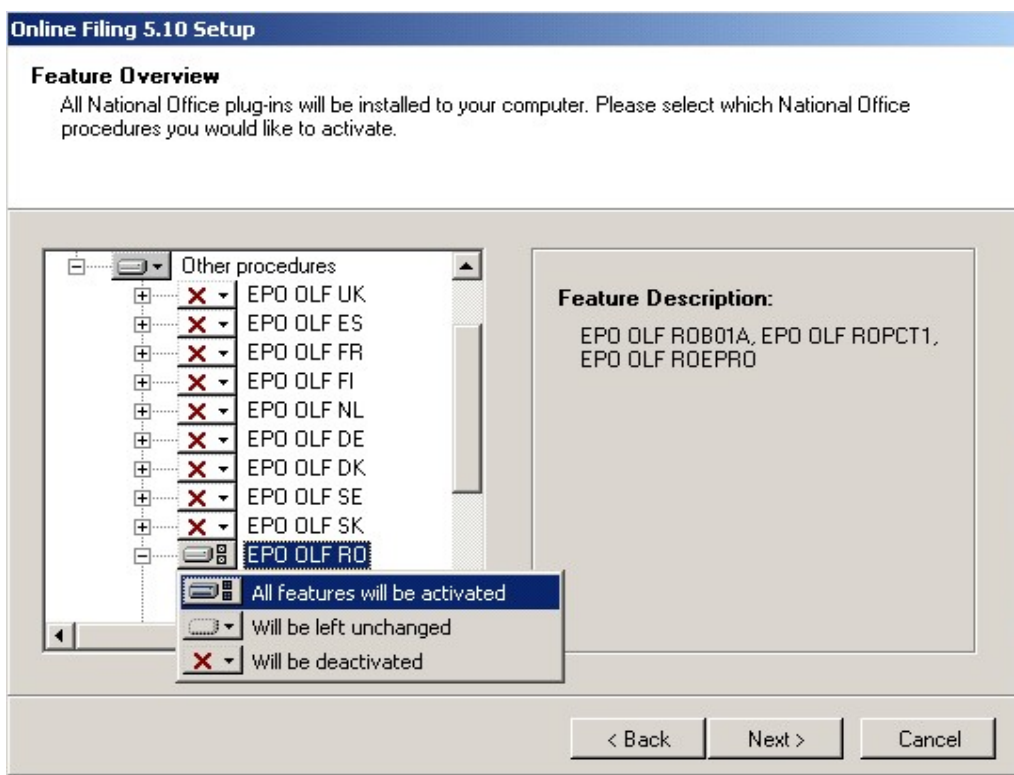 Online Filing 5.10 Setup
Feature Overview
All National Office plug-ins will be installed to your computer. Please select which National Office
procedures you would like to activate.
Other procedures
EPO OLF UK
EPO OLF ES
EPO OLF FR
EPO OLF FI
EPO OLF NL
EPO OLF DE
EPO OLF DK
EPO OLF SE
EPO OLF SK
EPO OLF RO
All features will be activated
Will be left unchanged
Will be deactivated
Feature Description:
EPO OLF ROB01A, EPO OLF ROPCT1,
EPO OLF ROEPRO
< Back
Next >
Cancel